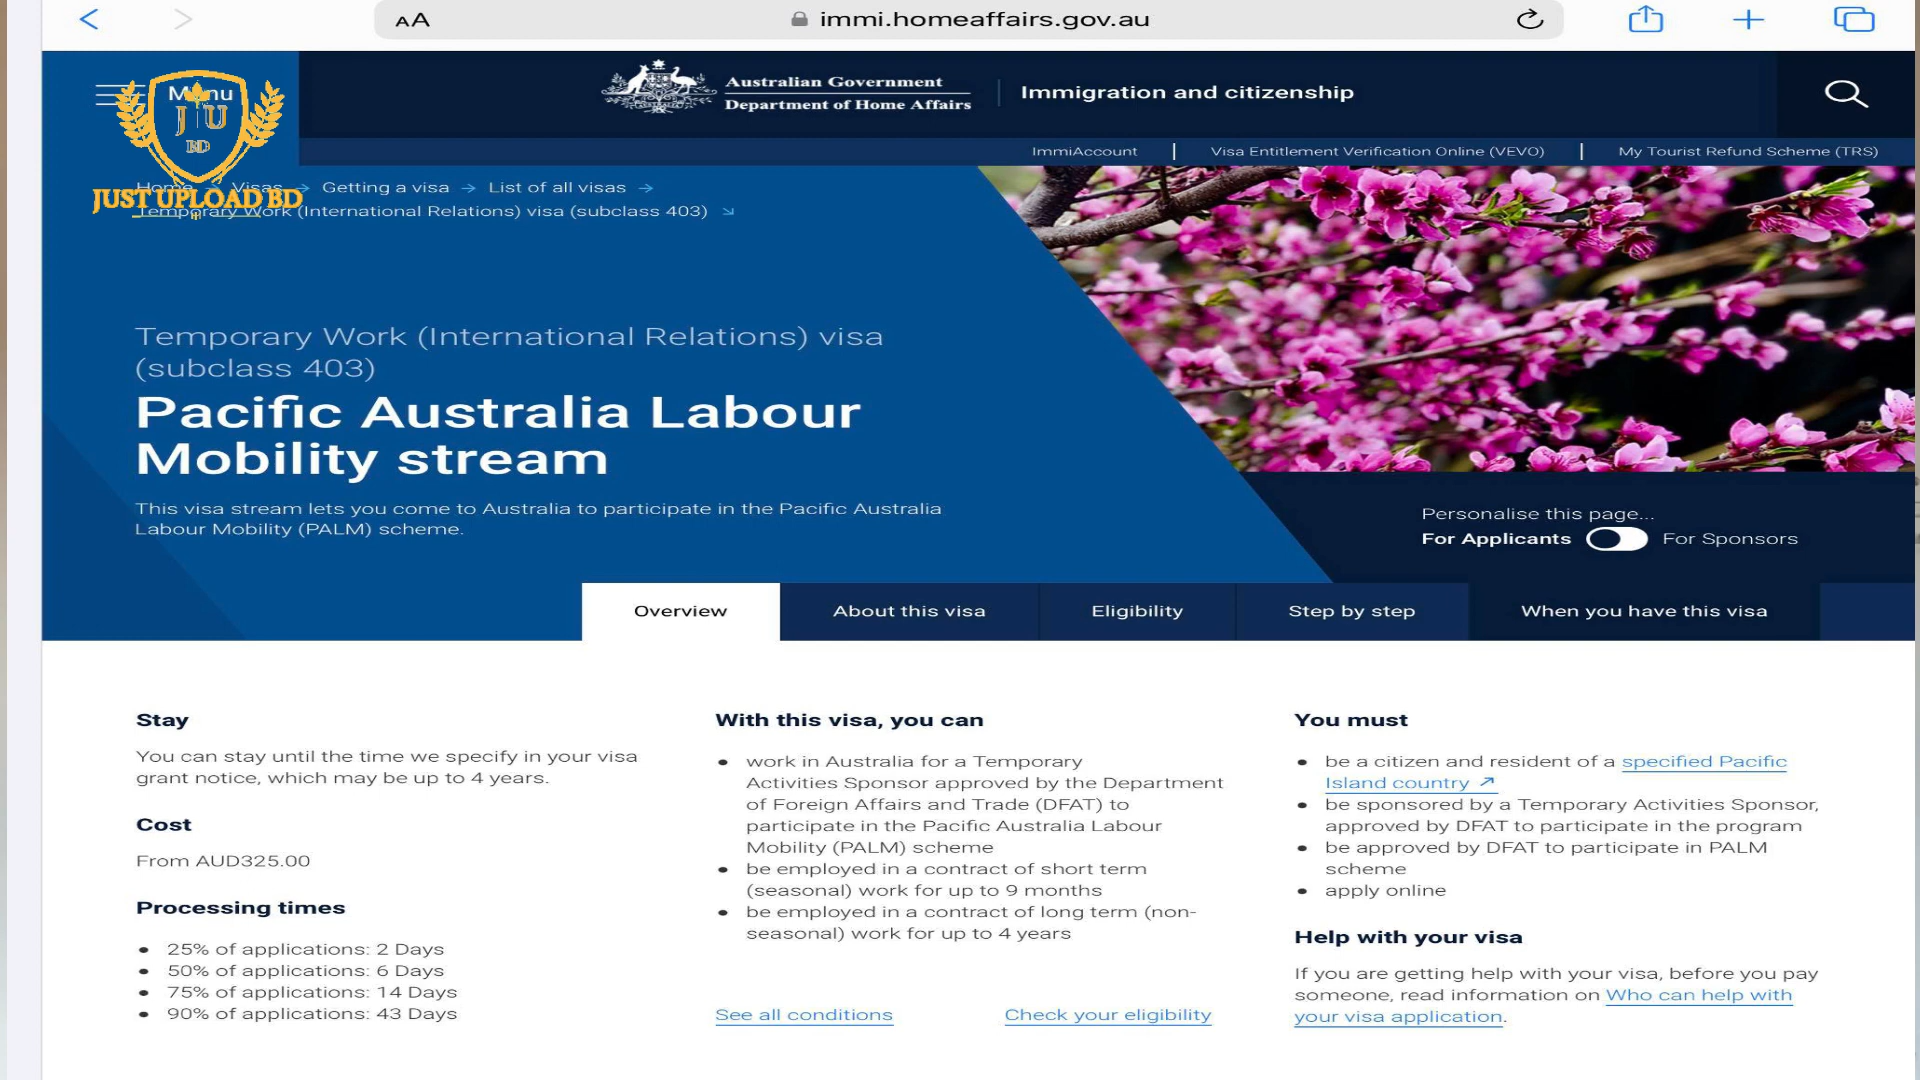 AA
immi.homeaffairs.gov.au
Menu
JU
BD
JUST UPLOAD BD
Australian Government
Department of Home Affairs
Immigration and citizenship
ImmiAccount | Visa Entitlement Verification Online (VEVO) | My Tourist Refund Scheme (TRS)
Home → Visas → Getting a visa → List of all visas →
Temporary Work (International Relations) visa (subclass 403)
Temporary Work (International Relations) visa
(subclass 403)
Pacific Australia Labour
Mobility stream
This visa stream lets you come to Australia to participate in the Pacific Australia
Labour Mobility (PALM) scheme.
Personalise this page...
For Applicants For Sponsors
Overview
About this visa
Eligibility
Step by step
When you have this visa
Stay
You can stay until the time we specify in your visa
grant notice, which may be up to 4 years.
Cost
From AUD325.00
Processing times
• 25% of applications: 2 Days
• 50% of applications: 6 Days
• 75% of applications: 14 Days
• 90% of applications: 43 Days
With this visa, you can
• work in Australia for a Temporary
Activities Sponsor approved by the Department
of Foreign Affairs and Trade (DFAT) to
participate in the Pacific Australia Labour
Mobility (PALM) scheme
• be employed in a contract of short term
(seasonal) work for up to 9 months
• be employed in a contract of long term (non-
seasonal) work for up to 4 years
See all conditions
Check your eligibility
You must
• be a citizen and resident of a specified Pacific
Island country
• be sponsored by a Temporary Activities Sponsor,
approved by DFAT to participate in the program
• be approved by DFAT to participate in PALM
scheme
• apply online
Help with your visa
If you are getting help with your visa, before you pay
someone, read information on Who can help with
your visa application.